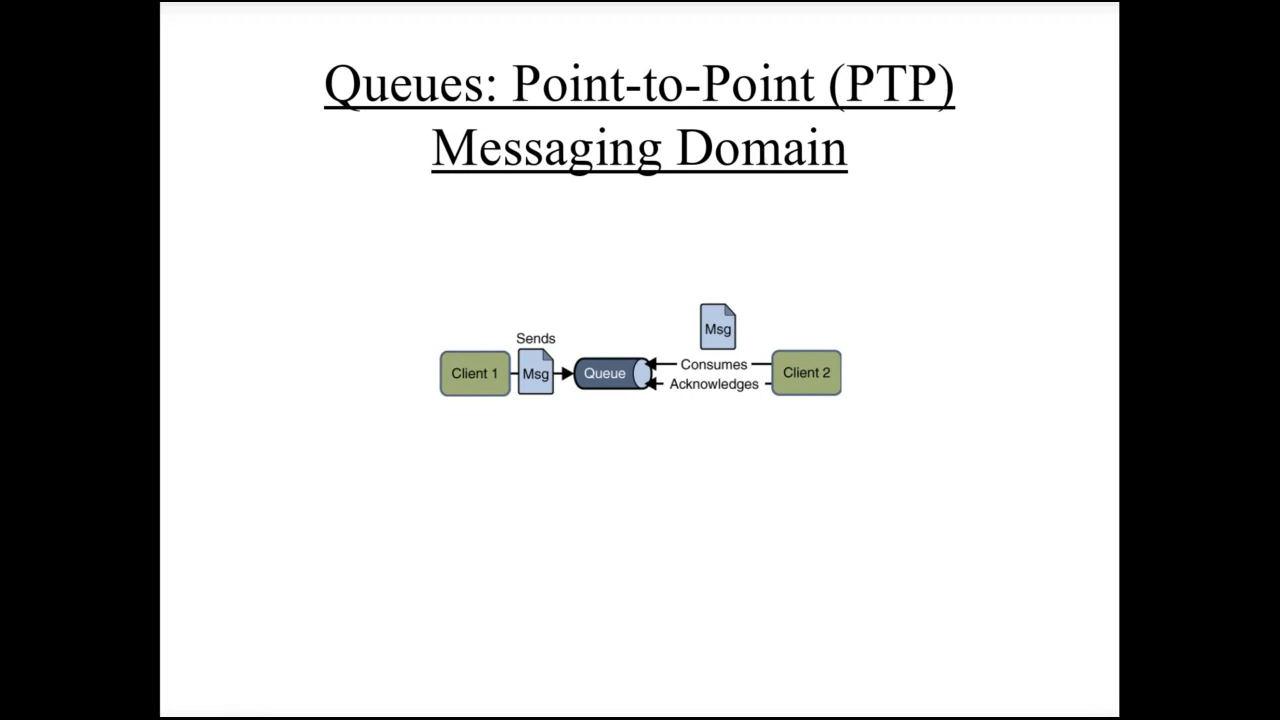 Queues: Point-to-Point (PTP)
Messaging Domain
Msg
Sends
Client 1
Msg
Queue
Consumes
Acknowledges
Client 2